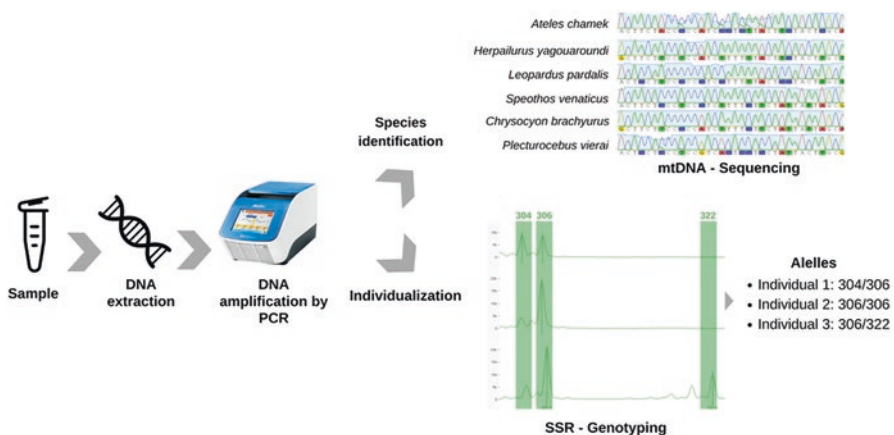 Sample
DNA
extraction
DNA
amplification by
PCR
Species
identification
Individualization
Ateles chamek
Herpailurus yagouaroundi
Leopardus pardalis
Speothos venaticus
Chrysocyon brachyurus
Plecturocebus vierai
mtDNA - Sequencing
304 306 322
SSR - Genotyping
Alelles
• Individual 1: 304/306
• Individual 2: 306/306
• Individual 3: 306/322